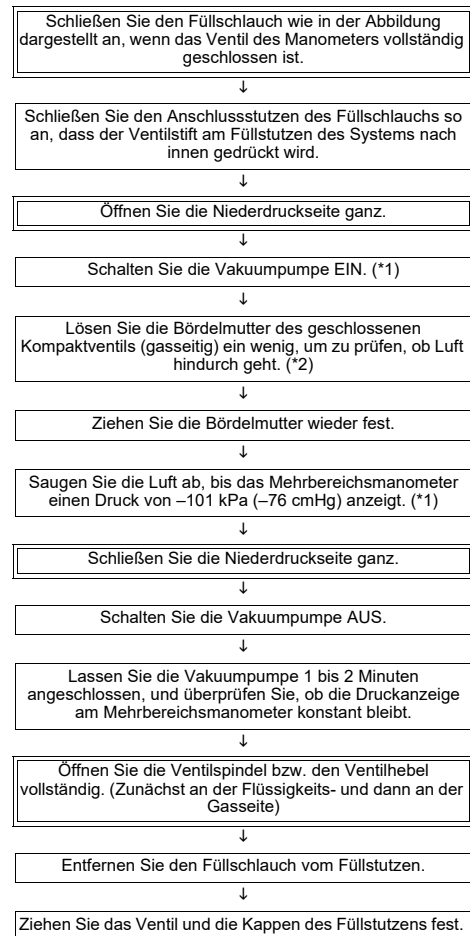 Schließen Sie den Füllschlauch wie in der Abbildung
dargestellt an, wenn das Ventil des Manometers vollständig
geschlossen ist.
↓
Schließen Sie den Anschlussstutzen des Füllschlauchs so
an, dass der Ventilstift am Füllstutzen des Systems nach
innen gedrückt wird.
↓
Öffnen Sie die Niederdruckseite ganz.
↓
Schalten Sie die Vakuumpumpe EIN. (*1)
↓
Lösen Sie die Bördelmutter des geschlossenen
Kompaktventils (gasseitig) ein wenig, um zu prüfen, ob Luft
hindurch geht. (*2)
↓
Ziehen Sie die Bördelmutter wieder fest.
↓
Saugen Sie die Luft ab, bis das Mehrbereichsmanometer
einen Druck von –101 kPa (–76 cmHg) anzeigt. (*1)
↓
Schließen Sie die Niederdruckseite ganz.
↓
Schalten Sie die Vakuumpumpe AUS.
↓
Lassen Sie die Vakuumpumpe 1 bis 2 Minuten
angeschlossen, und überprüfen Sie, ob die Druckanzeige
am Mehrbereichsmanometer konstant bleibt.
↓
Öffnen Sie die Ventilspindel bzw. den Ventilhebel
vollständig. (Zunächst an der Flüssigkeits- und dann an der
Gasseite)
↓
Entfernen Sie den Füllschlauch vom Füllstutzen.
↓
Ziehen Sie das Ventil und die Kappen des Füllstutzens fest.